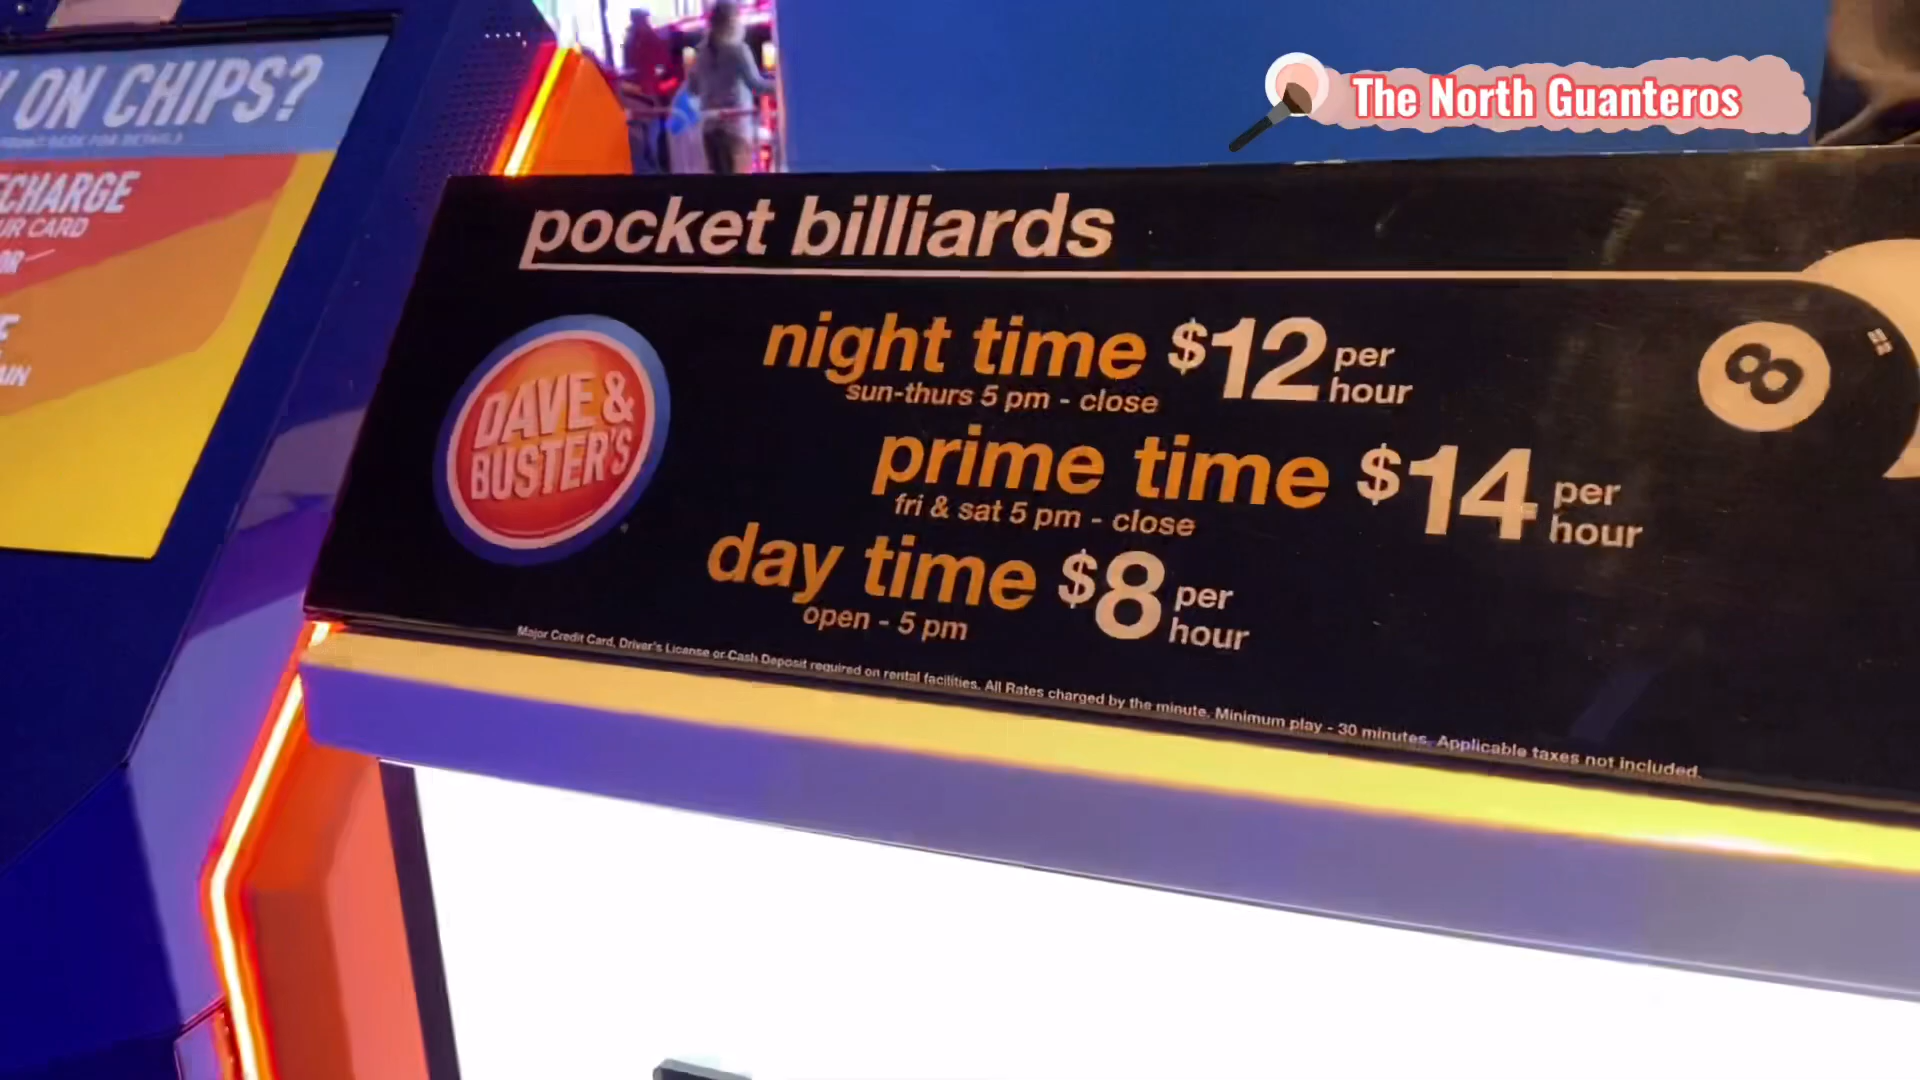 The North Guanteros
ON CHIPS?
pocket billiards
DAVE &
BUSTER'S
night time $12 per hour
sun-thurs 5 pm - close
prime time $14 per hour
fri & sat 5 pm - close
day time $8 per hour
open - 5 pm
Major Credit Card, Driver's License or Cash Deposit required on rental facilities. All Rates charged by the minute. Minimum play - 30 minutes. Applicable taxes not included.
8
CARD